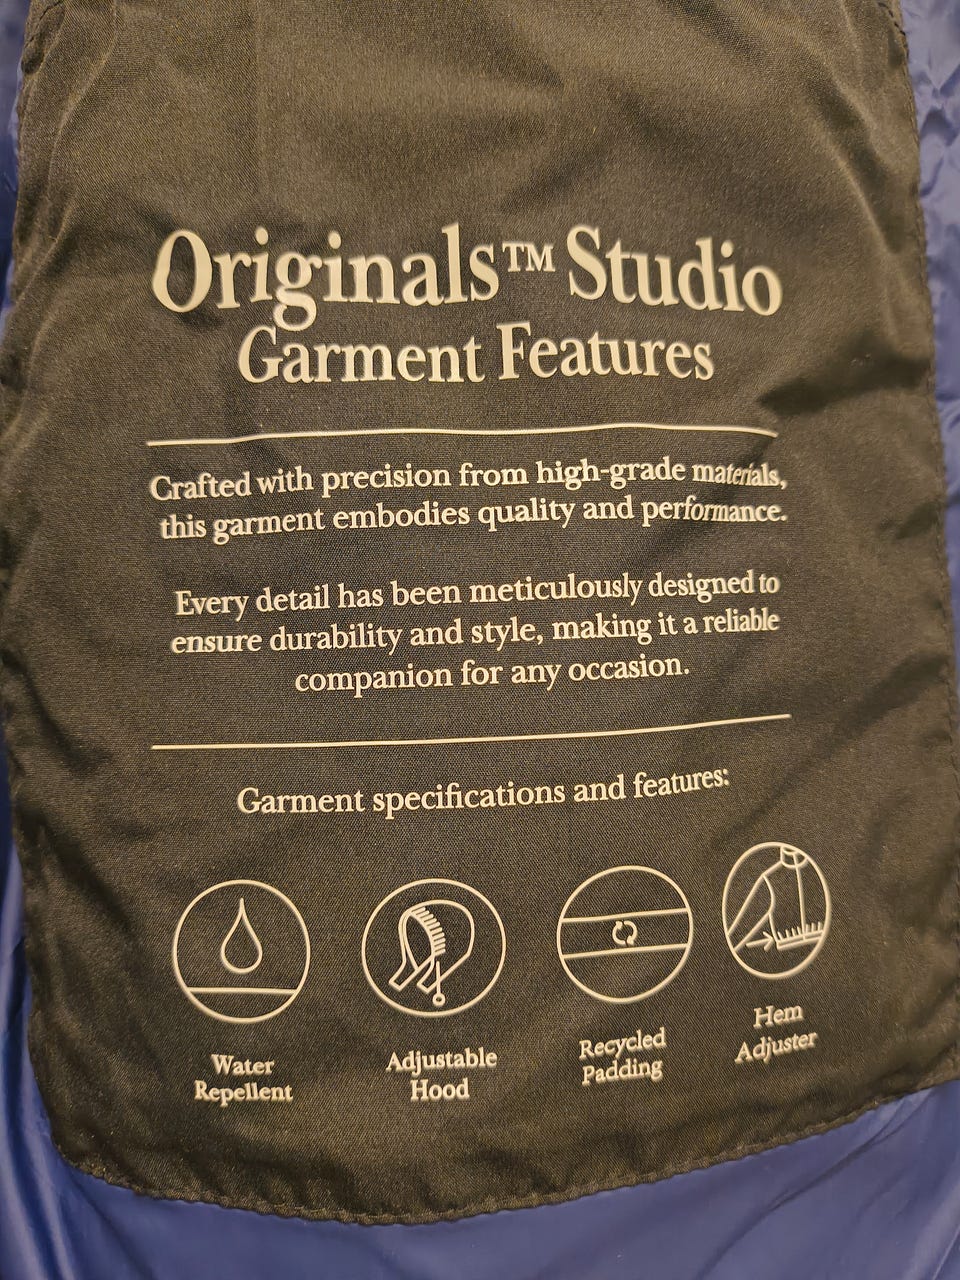 Originals™ Studio
Garment Features
Crafted with precision from high-grade materials,
this garment embodies quality and performance.
Every detail has been meticulously designed to
ensure durability and style, making it a reliable
companion for any occasion.
Garment specifications and features:
Water
Repellent
Adjustable
Hood
Recycled
Padding
Hem
Adjuster